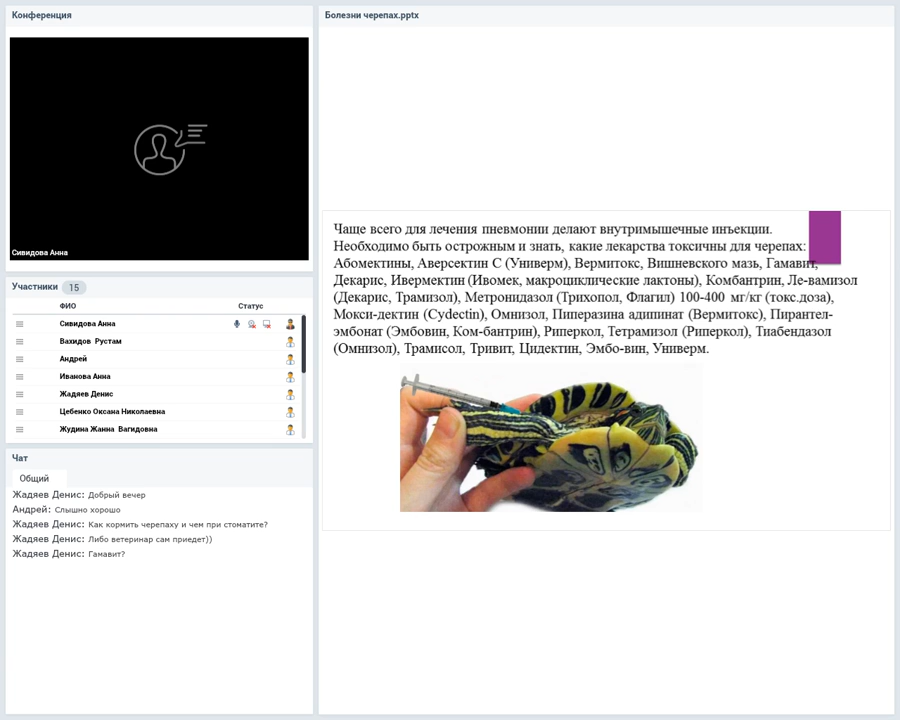 Конференция
Сивидова Анна
Участники 15
ФИО Статус
Сивидова Анна
Вахидов Рустам
Андрей
Иванова Анна
Жадяев Денис
Цебенко Оксана Николаевна
Жудина Жанна Вагидовна
Чат
Общий
Жадяев Денис: Добрый вечер
Андрей: Слышно хорошо
Жадяев Денис: Как кормить черепаху и чем при стоматите?
Жадяев Денис: Либо ветеринар сам приедет))
Жадяев Денис: Гамавит?
Болезни черепах.pptx
Чаще всего для лечения пневмонии делают внутримышечные инъекции.
Необходимо быть острожным и знать, какие лекарства токсичны для черепах:
Абомектины, Аверсектин С (Универм), Вермитокс, Вишневского мазь, Гамавит,
Декарис, Ивермектин (Ивомек, макроциклические лактоны), Комбантрин, Ле-вамизол
(Декарис, Трамизол), Метронидазол (Трихопол, Флагил) 100-400 мг/кг (токс.доза),
Мокси-дектин (Cydectin), Омнизол, Пиперазина адипинат (Вермитокс), Пирантел-
эмбонат (Эмбовин, Ком-бантрин), Риперкол, Тетрамизол (Риперкол), Тиабендазол
(Омнизол), Трамисол, Тривит, Цидектин, Эмбо-вин, Универм.